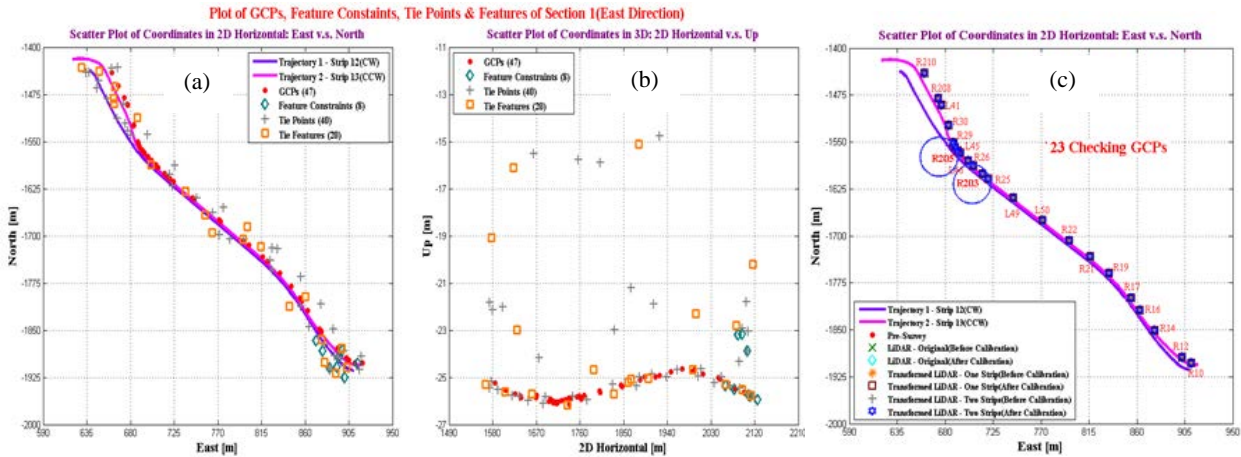 Plot of GCPs, Feature Constaints, Tie Points & Features of Section 1(East Direction)
Scatter Plot of Coordinates in 2D Horizontal: East v.s. North
(a)
Trajectory 1 - Strip 12(CW)
Trajectory 2 - Strip 13(CCW)
GCPs (47)
Feature Constraints (8)
Tie Points (40)
Tie Features (20)
North [m]
-1400
-1475
-1550
-1625
-1700
-1775
-1850
-1925
-2000
590 635 680 725 770 815 860 905 950
East [m]
Scatter Plot of Coordinates in 3D: 2D Horizontal v.s. Up
(b)
GCPs (47)
Feature Constraints (8)
Tie Points (40)
Tie Features (20)
Up [m]
-11
-13
-15
-17
-19
-21
-23
-25
-27
1490 1580 1670 1760 1850 1940 2030 2120 2210
2D Horizontal [m]
Scatter Plot of Coordinates in 2D Horizontal: East v.s. North
(c)
23 Checking GCPs
R210
R208
L41
R30
R29
L45
R205
R26
R203
R25
L49
L50
R22
R21
R19
R17
R16
R14
R12
R10
Trajectory 1 - Strip 12(CW)
Trajectory 2 - Strip 13(CCW)
Pre-Survey
LiDAR - Original(Before Calibration)
LiDAR - Original(After Calibration)
Transformed LiDAR - One Strip(Before Calibration)
Transformed LiDAR - One Strip(After Calibration)
Transformed LiDAR - Two Strips(Before Calibration)
Transformed LiDAR - Two Strips(After Calibration)
North [m]
-1400
-1475
-1550
-1625
-1700
-1775
-1850
-1925
-2000
590 635 680 725 770 815 860 905 950
East [m]